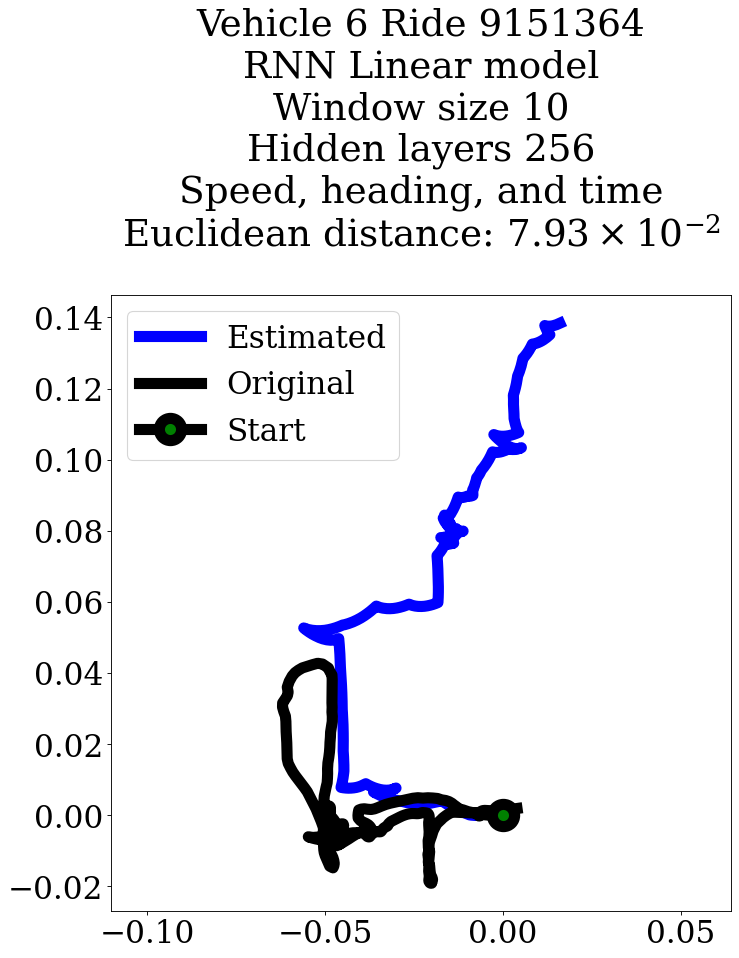 Vehicle 6 Ride 9151364
RNN Linear model
Window size 10
Hidden layers 256
Speed, heading, and time
Euclidean distance: 7.93 × 10⁻²
Estimated
Original
Start
0.14
0.12
0.10
0.08
0.06
0.04
0.02
0.00
−0.02
−0.10
−0.05
0.00
0.05